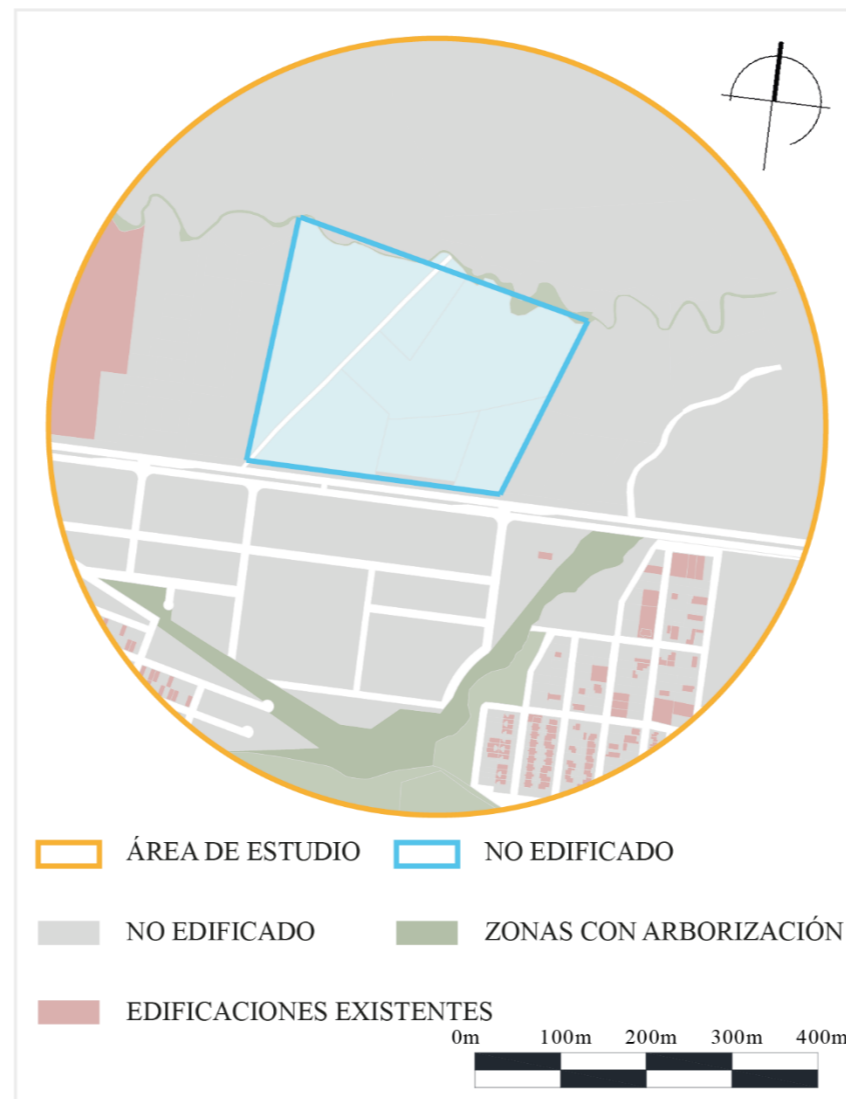 ÁREA DE ESTUDIO
NO EDIFICADO
NO EDIFICADO
ZONAS CON ARBORIZACIÓN
EDIFICACIONES EXISTENTES
0m 100m 200m 300m 400m